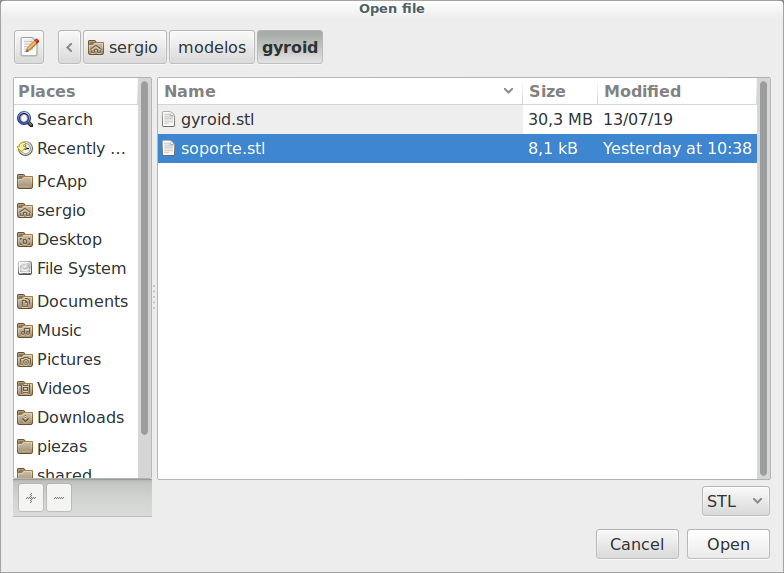 Open file
sergio modelos gyroid
Places
Search
Recently ...
PcApp
sergio
Desktop
File System
Documents
Music
Pictures
Videos
Downloads
piezas
shared
Name Size Modified
gyroid.stl 30,3 MB 13/07/19
soporte.stl 8,1 kB Yesterday at 10:38
STL
Cancel Open